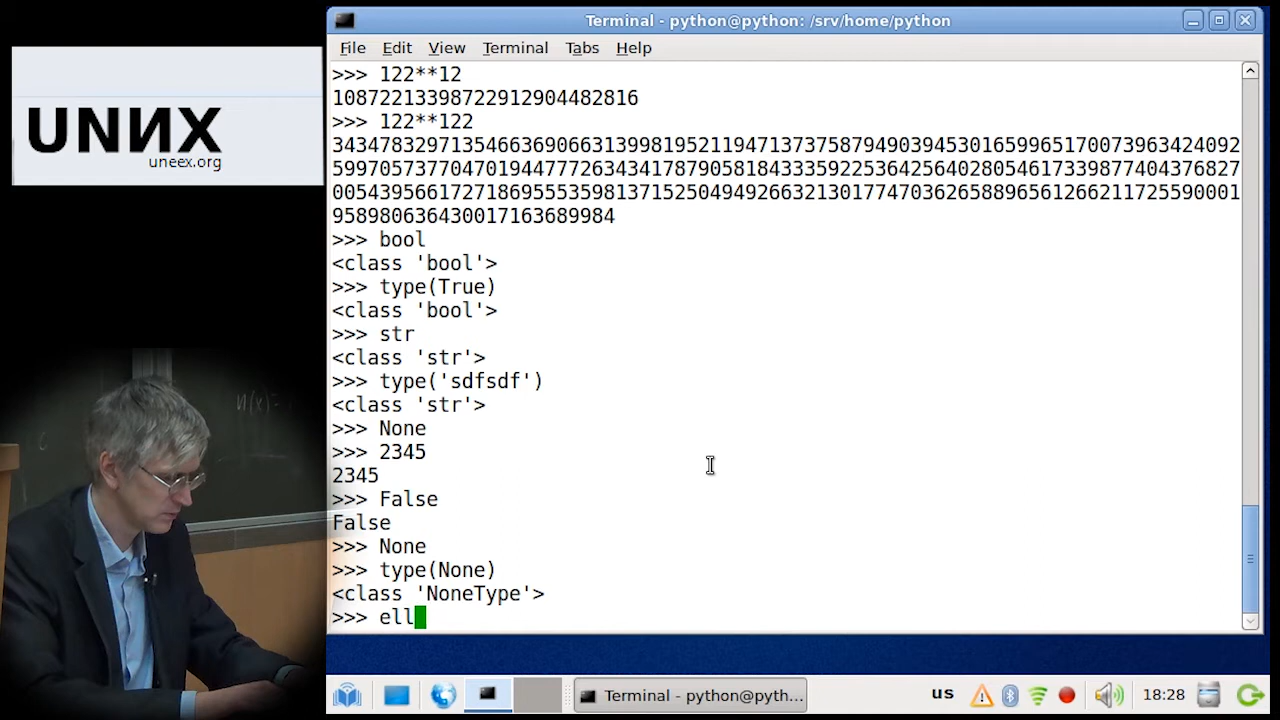 UNИX
uneex.org
Terminal - python@python: /srv/home/python
File Edit View Terminal Tabs Help
>>> 122**12
10872213398722912904482816
>>> 122**122
34347832971354663690663139981952119471373758794903945301659965170073963424092
59970573770470194477726343417879058184333592253642564028054617339877404376827
00543956617271869555359813715250494926632130177470362658896561266211725590001
958980636430017163689984
>>> bool
<class 'bool'>
>>> type(True)
<class 'bool'>
>>> str
<class 'str'>
>>> type('sdfsdf')
<class 'str'>
>>> None
>>> 2345
2345
>>> False
False
>>> None
>>> type(None)
<class 'NoneType'>
>>> ell
Terminal - python@pyth...
us
18:28